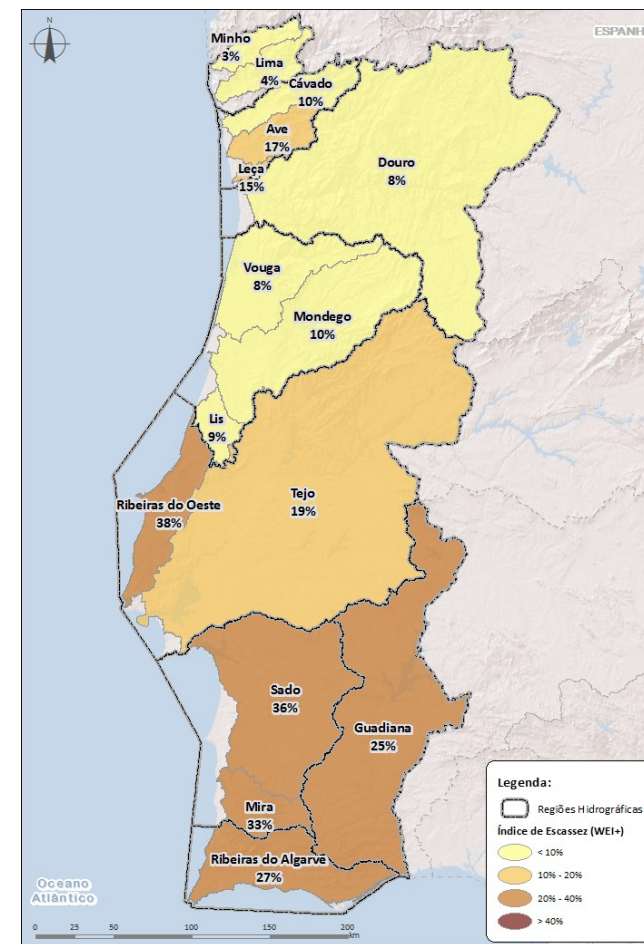 N
ESPANH
Minho
3%
Lima
4%
Cávado
10%
Ave
17%
Leça
15%
Douro
8%
Vouga
8%
Mondego
10%
Lis
9%
Ribeiras do Oeste
38%
Tejo
19%
Sado
36%
Guadiana
25%
Mira
33%
Ribeiras do Algarve
27%
Oceano
Atlântico
0 25 50 100 150 200
km
Legenda:
Regiões Hidrográficas
Índice de Escassez (WEI+)
< 10%
10% - 20%
20% - 40%
> 40%